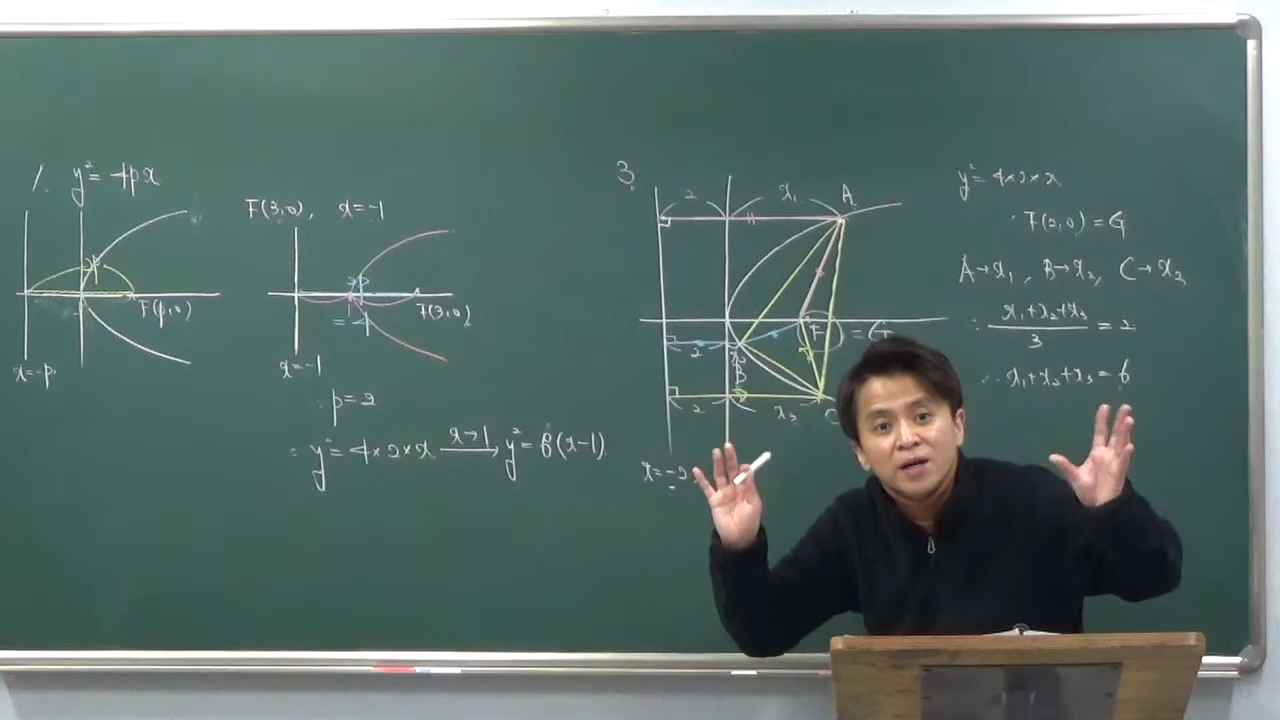 1. y²=4px
F(p,0)
x=-p
F(3,0), x=-1
P
=4
F(3,0)
x=-1
∴ p=2
∴ y²=4×2×x x→1 y²=8(x-1)
3.
2 x₁ A
2 x₂ (F)=G
B
2 x₃ C
x=-2
y²=4×2×x
∴ F(2,0)=G
A→x₁, B→x₂, C→x₃
∴ x₁+x₂+x₃
3 =2
∴ x₁+x₂+x₃=6